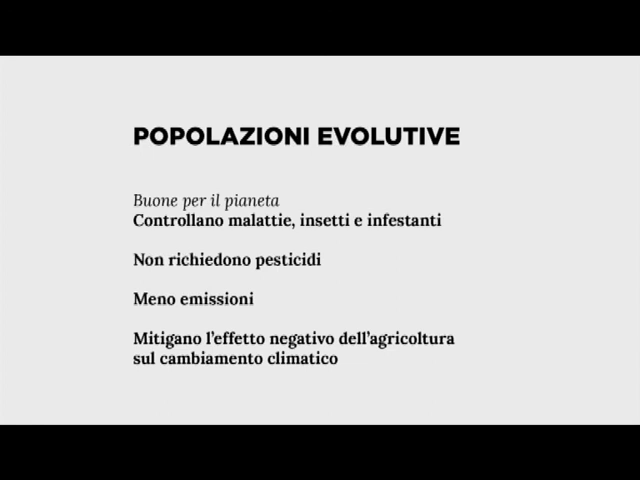 POPOLAZIONI EVOLUTIVE
Buone per il pianeta
Controllano malattie, insetti e infestanti
Non richiedono pesticidi
Meno emissioni
Mitigano l'effetto negativo dell'agricoltura
sul cambiamento climatico